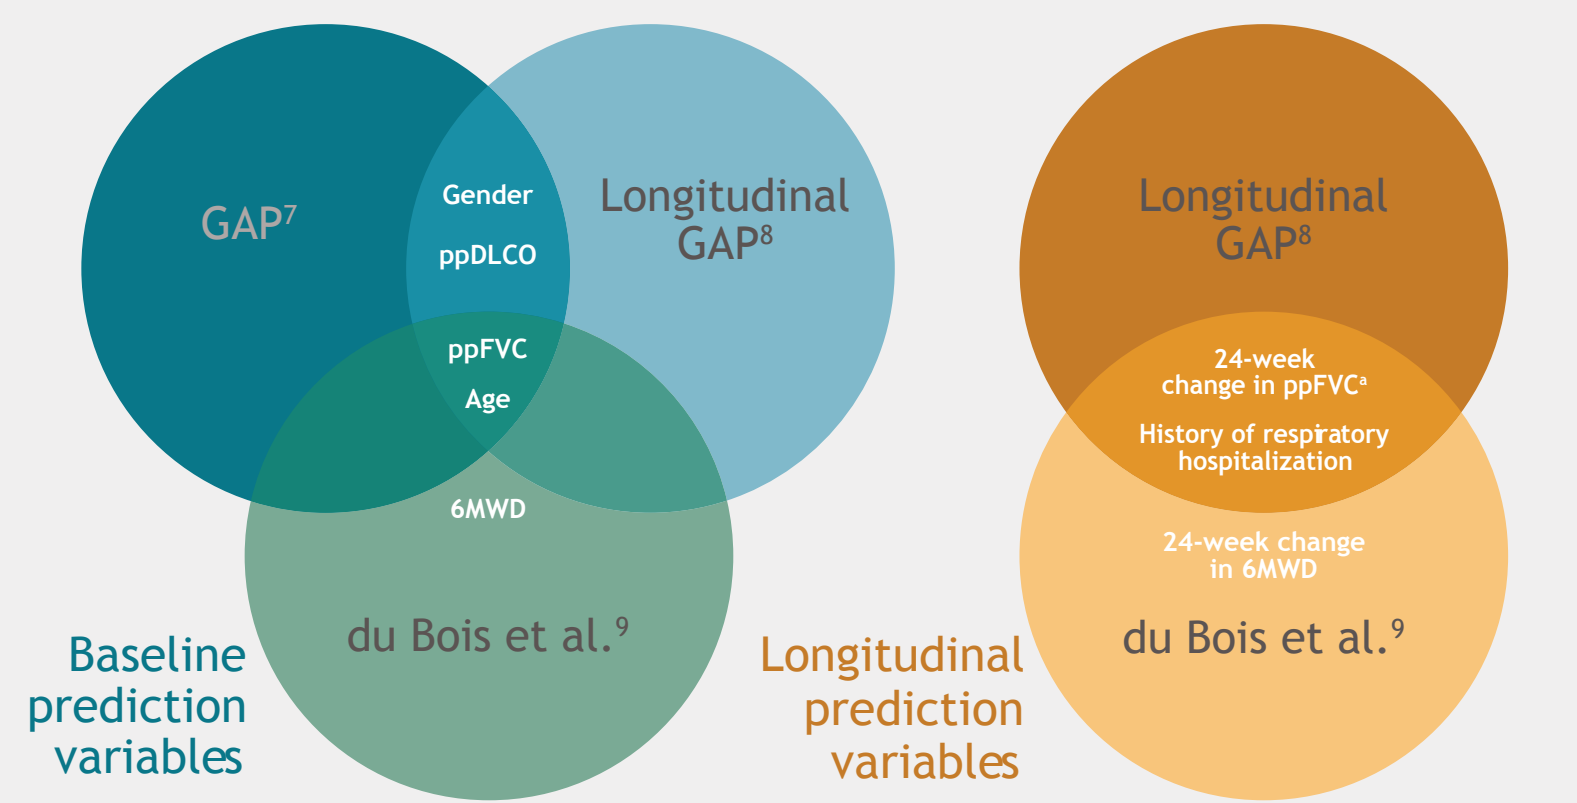 GAP⁷
Gender
ppDLCO
Longitudinal
GAP⁸
ppFVC
Age
6MWD
du Bois et al.⁹
Baseline
prediction
variables
Longitudinal
GAP⁸
24-week
change in ppFVCᵃ
History of respiratory
hospitalization
24-week change
in 6MWD
du Bois et al.⁹
Longitudinal
prediction
variables